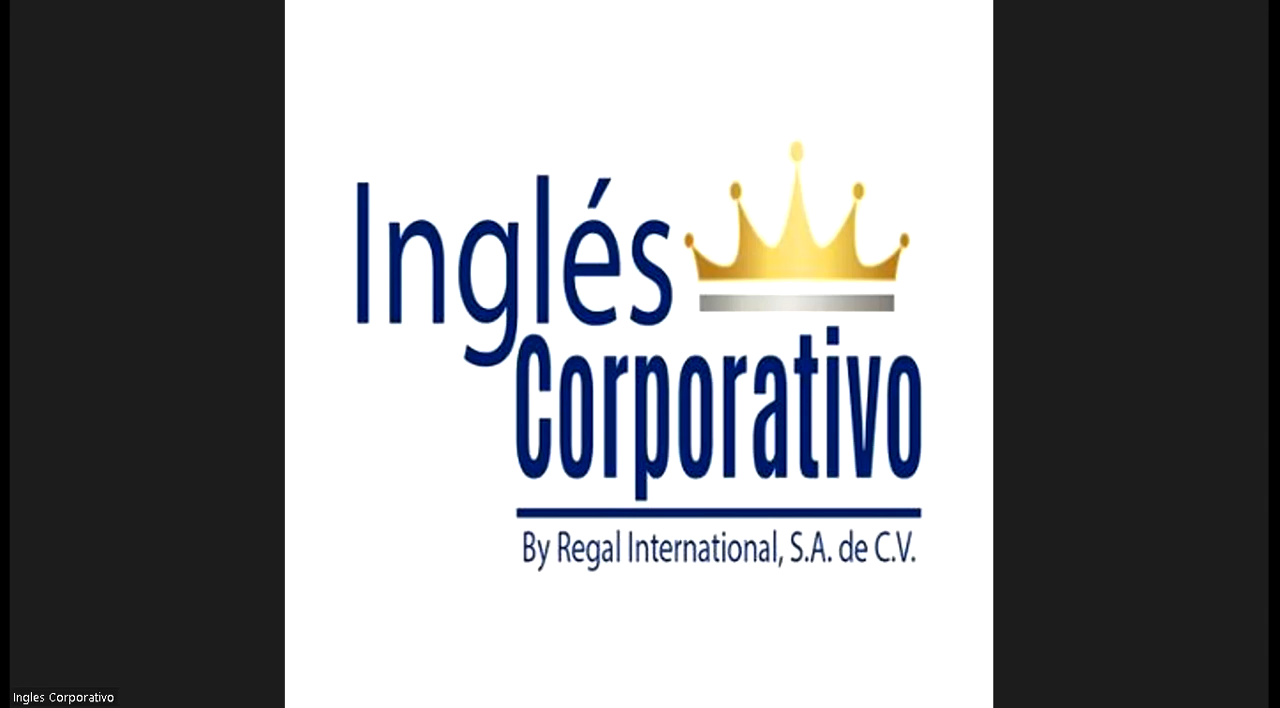 Inglés
Corporativo
By Regal International, S.A. de C.V.
Ingles Corporativo